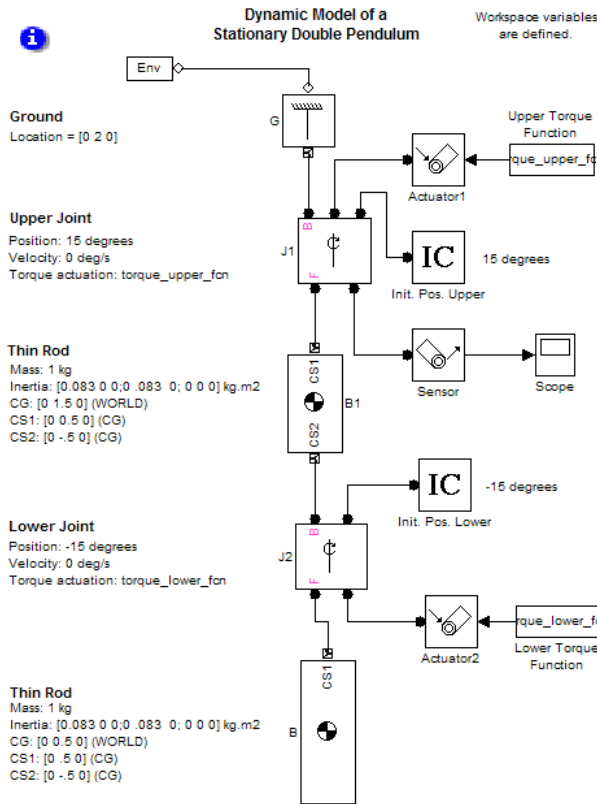 Dynamic Model of a
Stationary Double Pendulum
Workspace variables
are defined.
i
Env
Ground
Location = [0 2 0]
G
Upper Torque
Function
rque_upper_fc
Actuator1
Upper Joint
Position: 15 degrees
Velocity: 0 deg/s
Torque actuation: torque_upper_fcn
B
J1
F
IC
15 degrees
Init. Pos. Upper
Thin Rod
Mass: 1 kg
Inertia: [0.083 0 0;0 .083 0; 0 0 0] kg.m2
CG: [0 1.5 0] (WORLD)
CS1: [0 0.5 0] (CG)
CS2: [0 -.5 0] (CG)
CS1
CS2
B1
Sensor
Scope
IC
-15 degrees
Init. Pos. Lower
Lower Joint
Position: -15 degrees
Velocity: 0 deg/s
Torque actuation: torque_lower_fcn
B
J2
F
rque_lower_f
Actuator2
Lower Torque
Function
Thin Rod
Mass: 1 kg
Inertia: [0.083 0 0;0 .083 0; 0 0 0] kg.m2
CG: [0 0.5 0] (WORLD)
CS1: [0 .5 0] (CG)
CS2: [0 -.5 0] (CG)
CS1
B